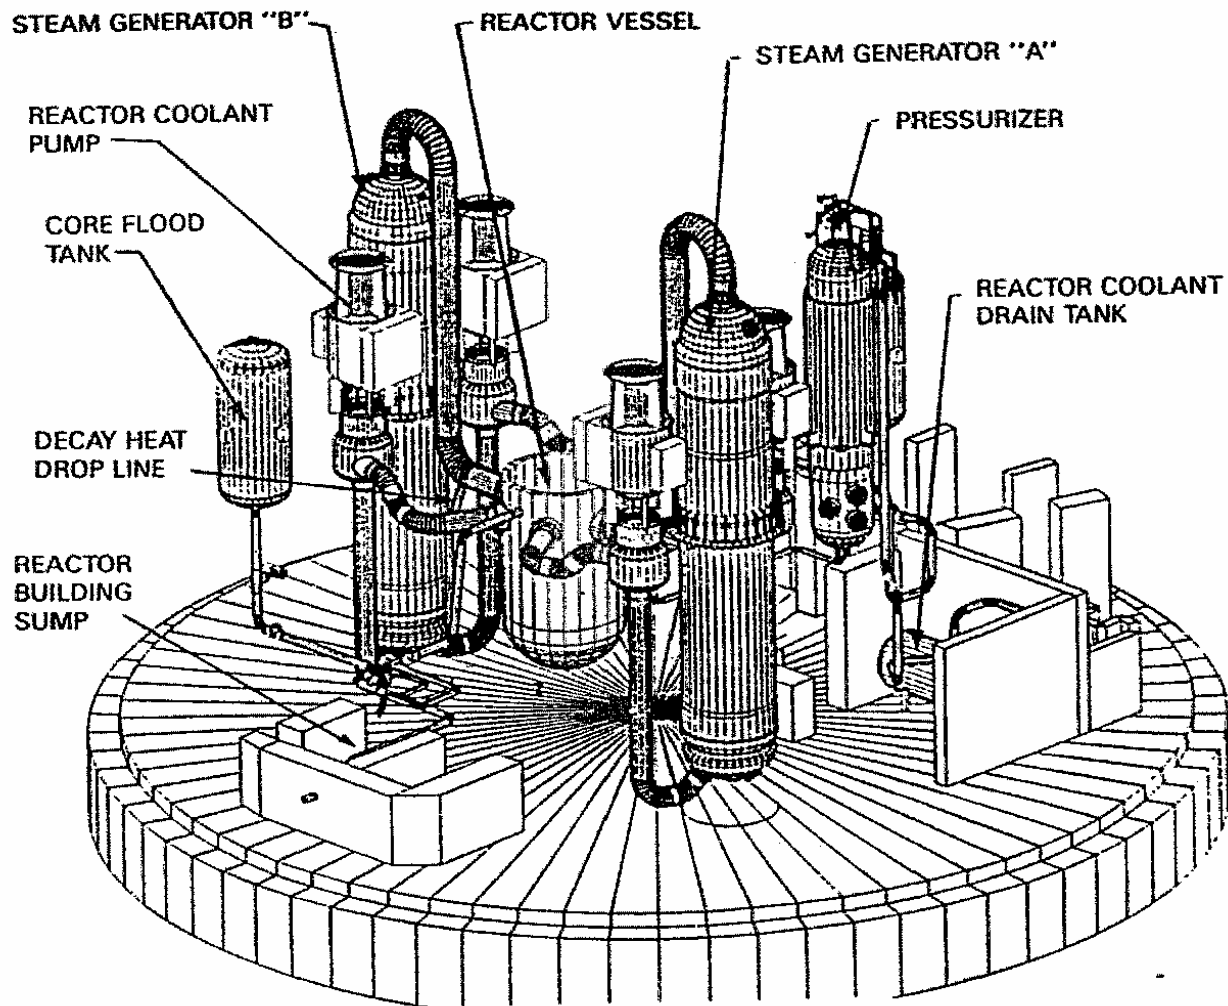 STEAM GENERATOR "B"
REACTOR VESSEL
STEAM GENERATOR "A"
REACTOR COOLANT
PUMP
PRESSURIZER
CORE FLOOD
TANK
REACTOR COOLANT
DRAIN TANK
DECAY HEAT
DROP LINE
REACTOR
BUILDING
SUMP